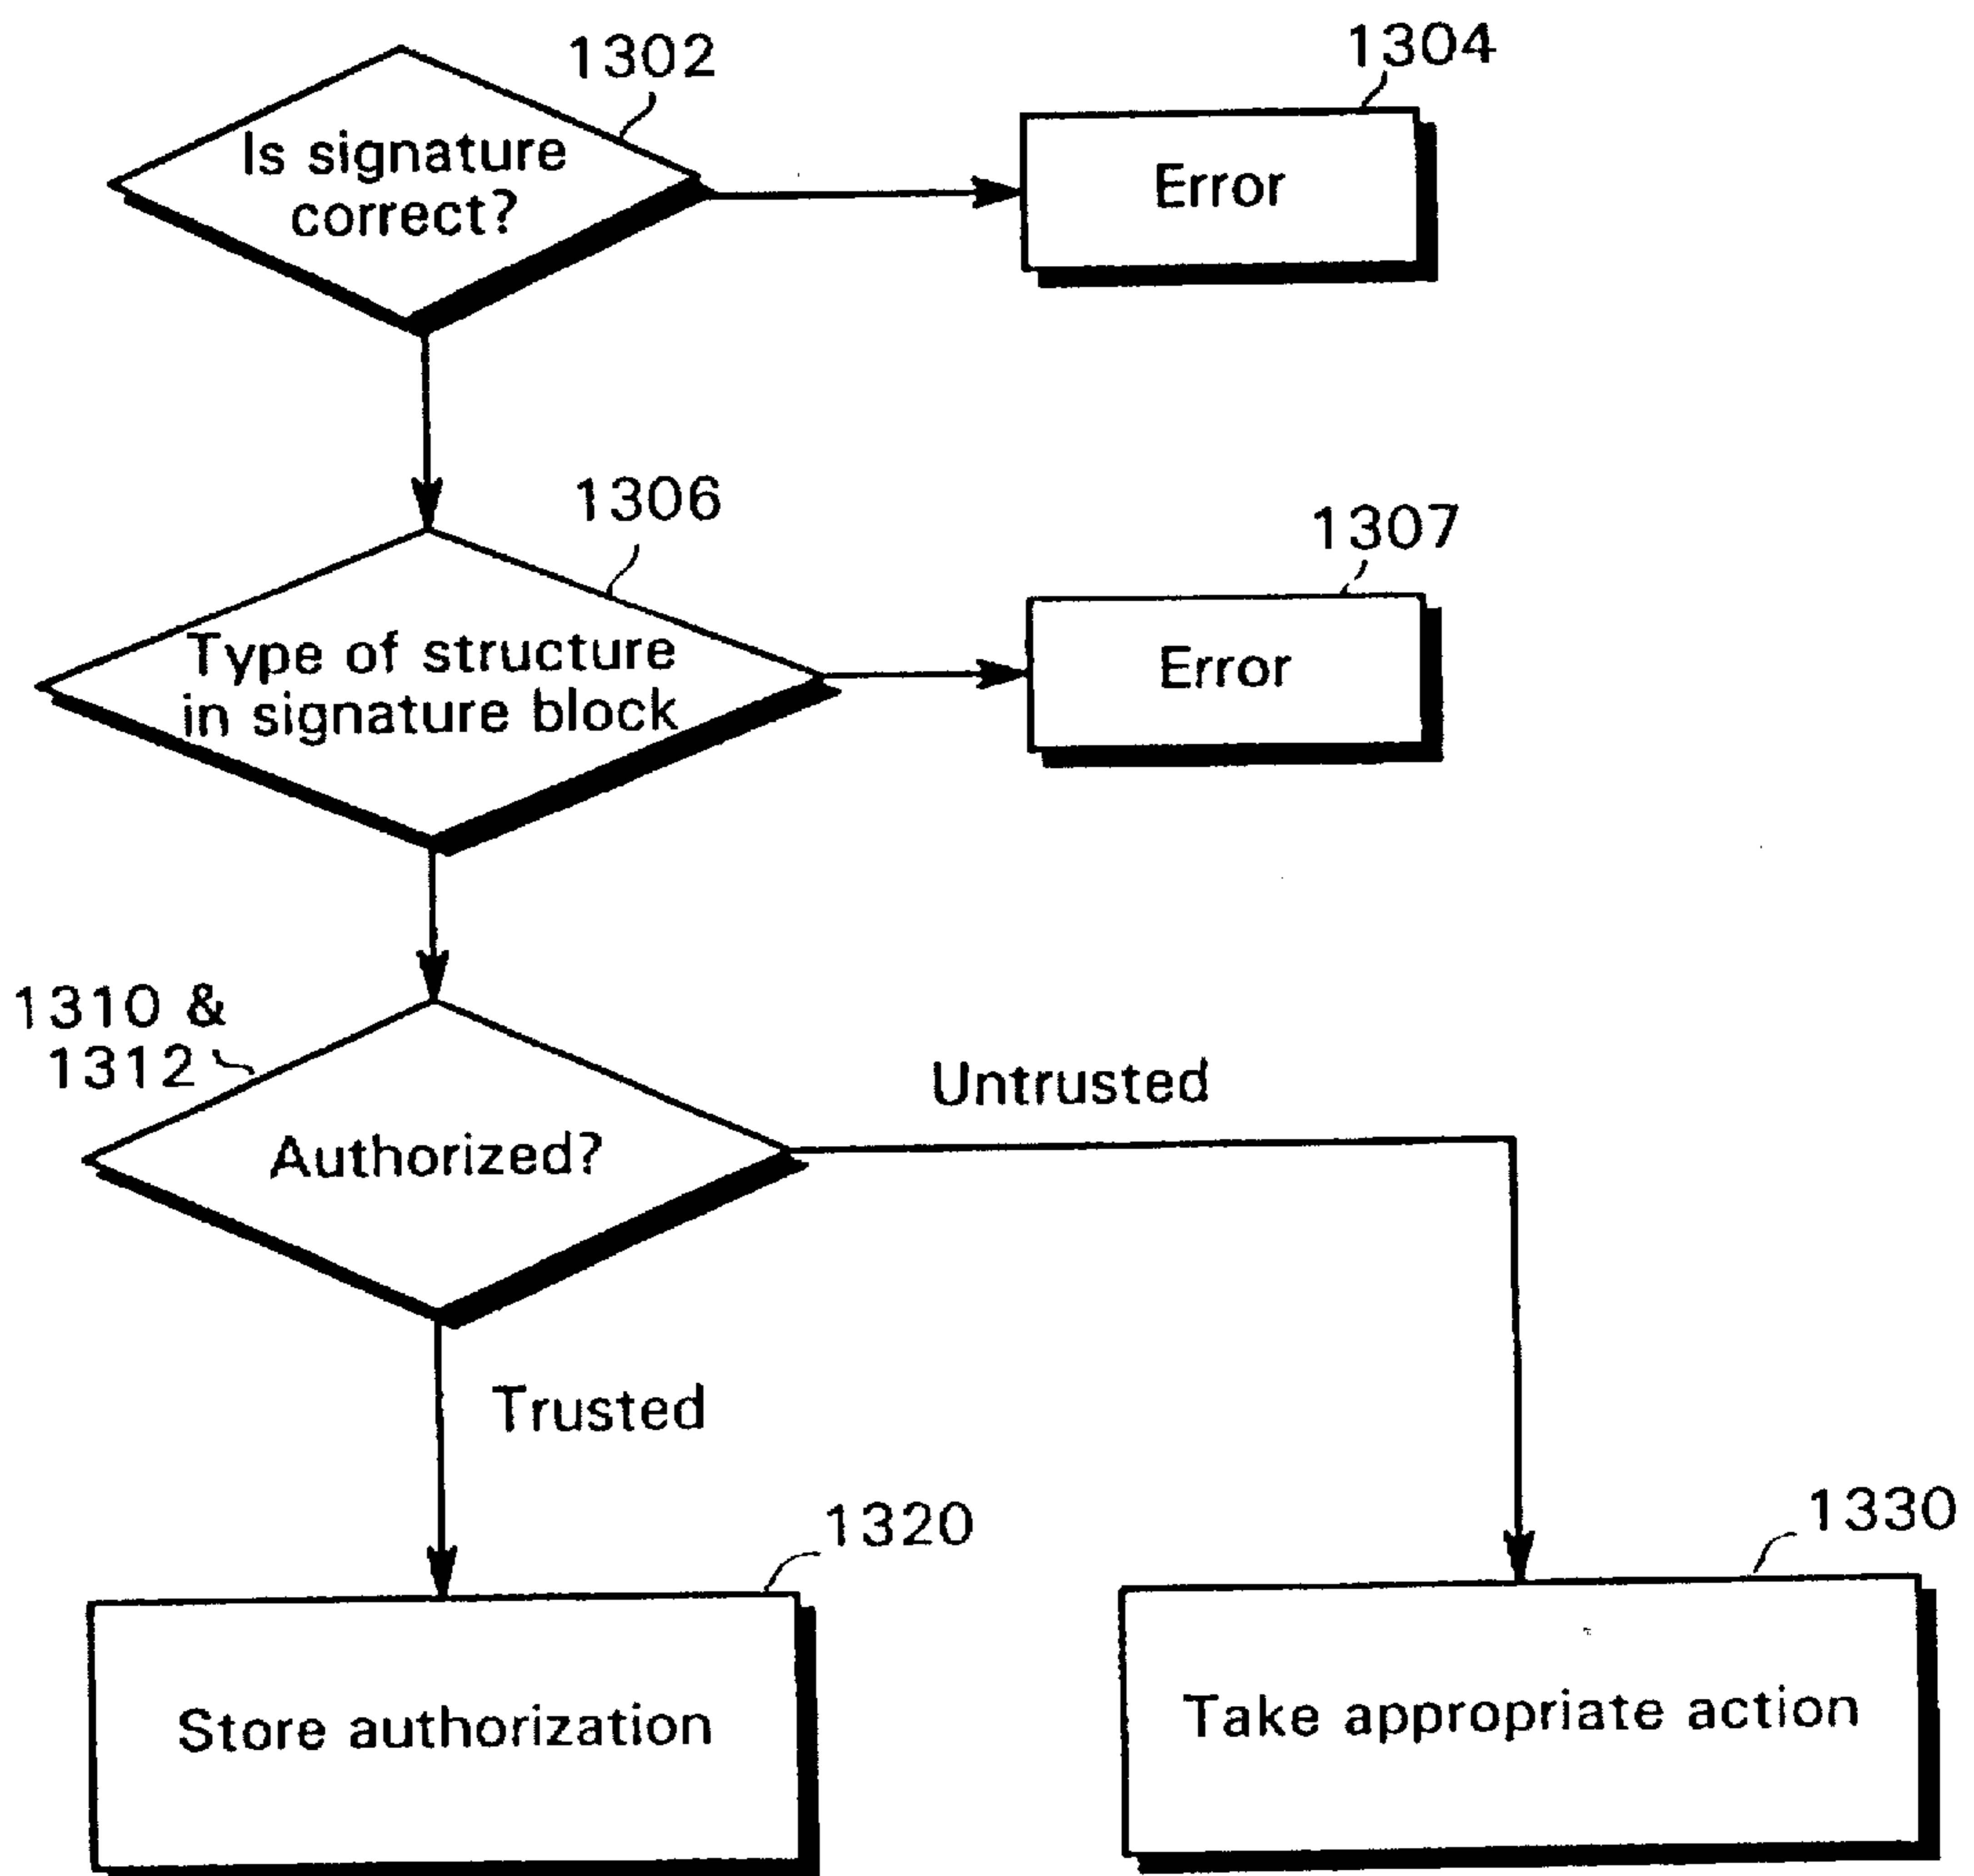 1302
1304
Is signature
correct?
Error
1306
1307
Type of structure
in signature block
Error
1310 &
1312
Untrusted
Authorized?
Trusted
1320
1330
Store authorization
Take appropriate action